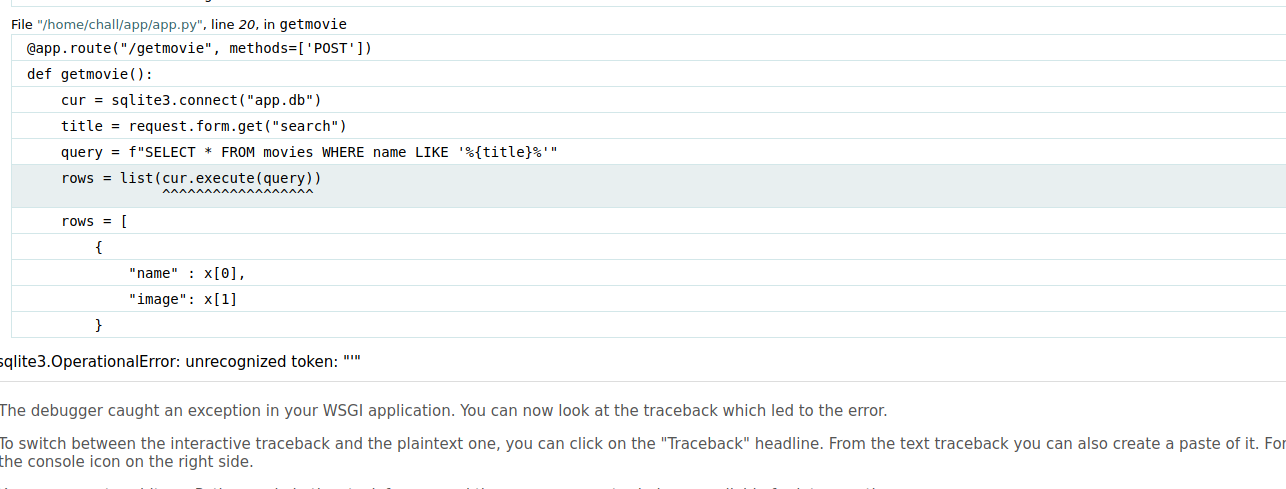 File "/home/chall/app/app.py", line 20, in getmovie
@app.route("/getmovie", methods=['POST'])
def getmovie():
cur = sqlite3.connect("app.db")
title = request.form.get("search")
query = f"SELECT * FROM movies WHERE name LIKE '%{title}%'"
rows = list(cur.execute(query))
^^^^^^^^^^^^^^^^^^
rows = [
{
"name" : x[0],
"image": x[1]
}
sqlite3.OperationalError: unrecognized token: "'"
The debugger caught an exception in your WSGI application. You can now look at the traceback which led to the error.
To switch between the interactive traceback and the plaintext one, you can click on the "Traceback" headline. From the text traceback you can also create a paste of it. For
the console icon on the right side.